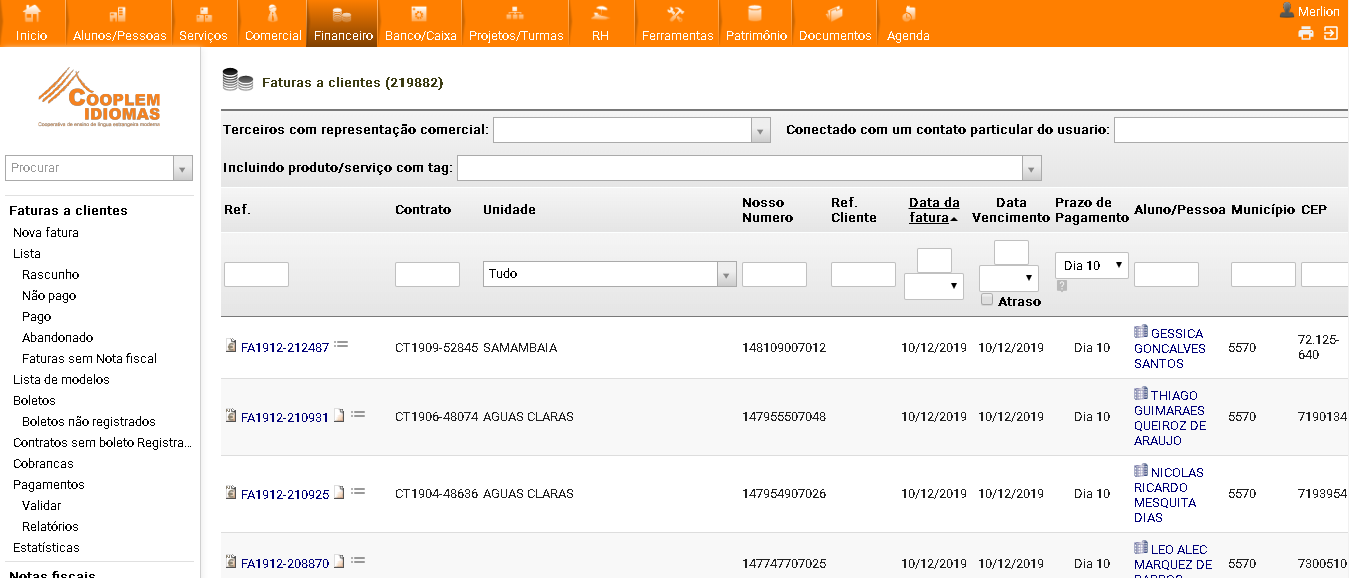 Inicio Alunos/Pessoas Serviços Comercial Financeiro Banco/Caixa Projetos/Turmas RH Ferramentas Patrimônio Documentos Agenda
Merlion
COOPLEM
IDIOMAS
Cooperativa de ensino de língua estrangeira moderna
Procurar
Faturas a clientes
Nova fatura
Lista
Rascunho
Não pago
Pago
Abandonado
Faturas sem Nota fiscal
Lista de modelos
Boletos
Boletos não registrados
Contratos sem boleto Registra...
Cobrancas
Pagamentos
Validar
Relatórios
Estatísticas
Notas fiscais
Faturas a clientes (219882)
Terceiros com representação comercial: Conectado com um contato particular do usuario:
Incluindo produto/serviço com tag:
Ref. Contrato Unidade Nosso Numero Ref. Cliente Data da fatura Data Vencimento Prazo de Pagamento Aluno/Pessoa Município CEP
Tudo Dia 10
Atraso
FA1912-212487 CT1909-52845 SAMAMBAIA 148109007012 10/12/2019 10/12/2019 Dia 10 GESSICA GONCALVES SANTOS 5570 72.125-640
FA1912-210931 CT1906-48074 AGUAS CLARAS 147955507048 10/12/2019 10/12/2019 Dia 10 THIAGO GUIMARAES QUEIROZ DE ARAUJO 5570 7190134
FA1912-210925 CT1904-48636 AGUAS CLARAS 147954907026 10/12/2019 10/12/2019 Dia 10 NICOLAS RICARDO MESQUITA DIAS 5570 7193954
FA1912-208870 147747707025 10/12/2019 10/12/2019 Dia 10 LEO ALEC MARQUEZ DE BARROS 5570 7300510